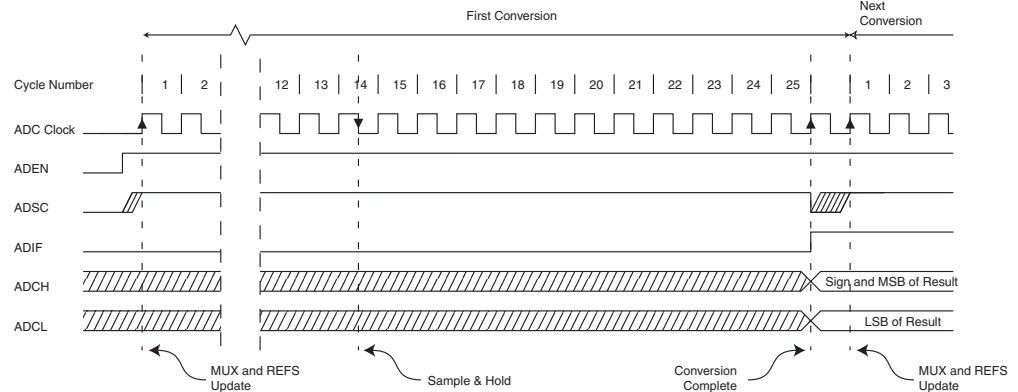 First Conversion
Next
Conversion
Cycle Number
1 2 12 13 14 15 16 17 18 19 20 21 22 23 24 25 1 2 3
ADC Clock
ADEN
ADSC
ADIF
ADCH
Sign and MSB of Result
ADCL
LSB of Result
MUX and REFS
Update
Sample & Hold
Conversion
Complete
MUX and REFS
Update